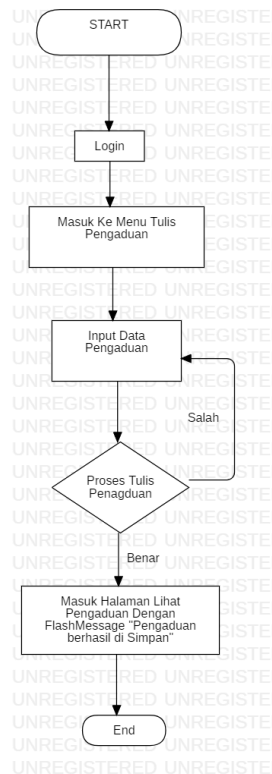 START
Login
Masuk Ke Menu Tulis
Pengaduan
Input Data
Pengaduan
Salah
Proses Tulis
Penagduan
Benar
Masuk Halaman Lihat
Pengaduan Dengan
FlashMessage "Pengaduan
berhasil di Simpan"
End